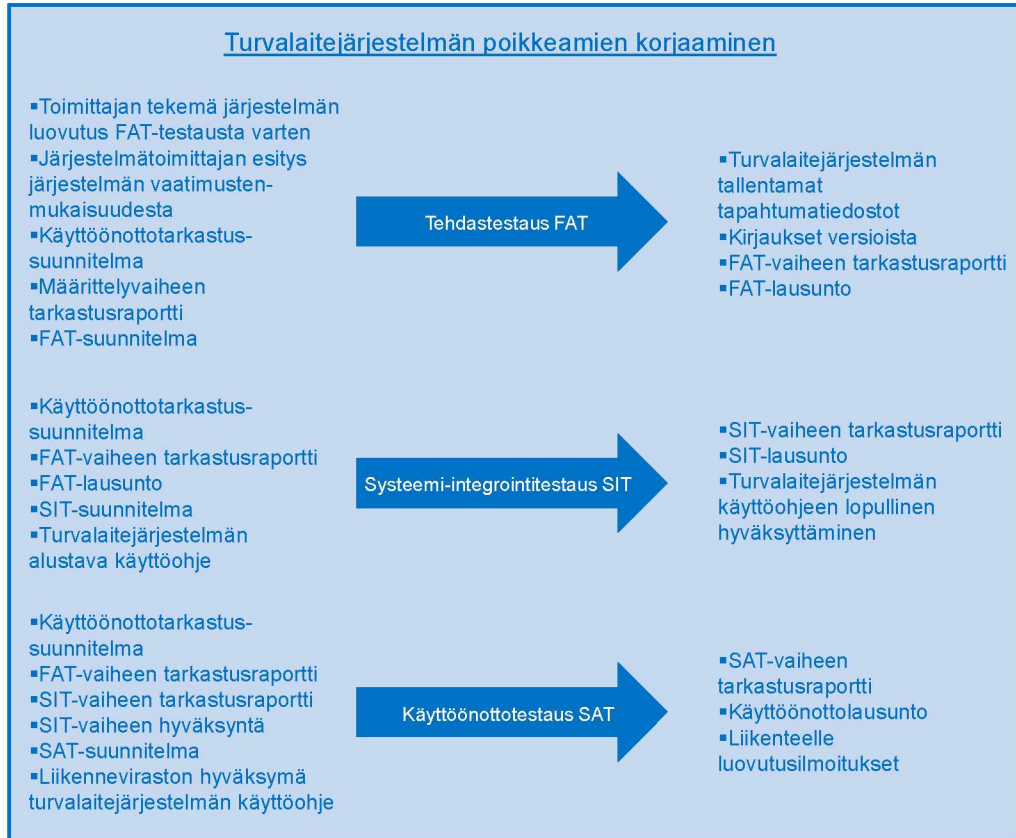 Turvalaitejärjestelmän poikkeamien korjaaminen
▪Toimittajan tekemä järjestelmän
luovutus FAT-testausta varten
▪Järjestelmätoimittajan esitys
järjestelmän vaatimusten-
mukaisuudesta
▪Käyttöönottotarkastus-
suunnitelma
▪Määrittelyvaiheen
tarkastusraportti
▪FAT-suunnitelma
Tehdastestaus FAT
▪Turvalaitejärjestelmän
tallentamat
tapahtumatiedostot
▪Kirjaukset versioista
▪FAT-vaiheen tarkastusraportti
▪FAT-lausunto
▪Käyttöönottotarkastus-
suunnitelma
▪FAT-vaiheen tarkastusraportti
▪FAT-lausunto
▪SIT-suunnitelma
▪Turvalaitejärjestelmän
alustava käyttöohje
Systeemi-integrointitestaus SIT
▪SIT-vaiheen tarkastusraportti
▪SIT-lausunto
▪Turvalaitejärjestelmän
käyttöohjeen lopullinen
hyväksyttäminen
▪Käyttöönottotarkastus-
suunnitelma
▪FAT-vaiheen tarkastusraportti
▪SIT-vaiheen tarkastusraportti
▪SIT-vaiheen hyväksyntä
▪SAT-suunnitelma
▪Liikenneviraston hyväksymä
turvalaitejärjestelmän käyttöohje
Käyttöönottotestaus SAT
▪SAT-vaiheen
tarkastusraportti
▪Käyttöönottolausunto
▪Liikenteelle
luovutusilmoitukset